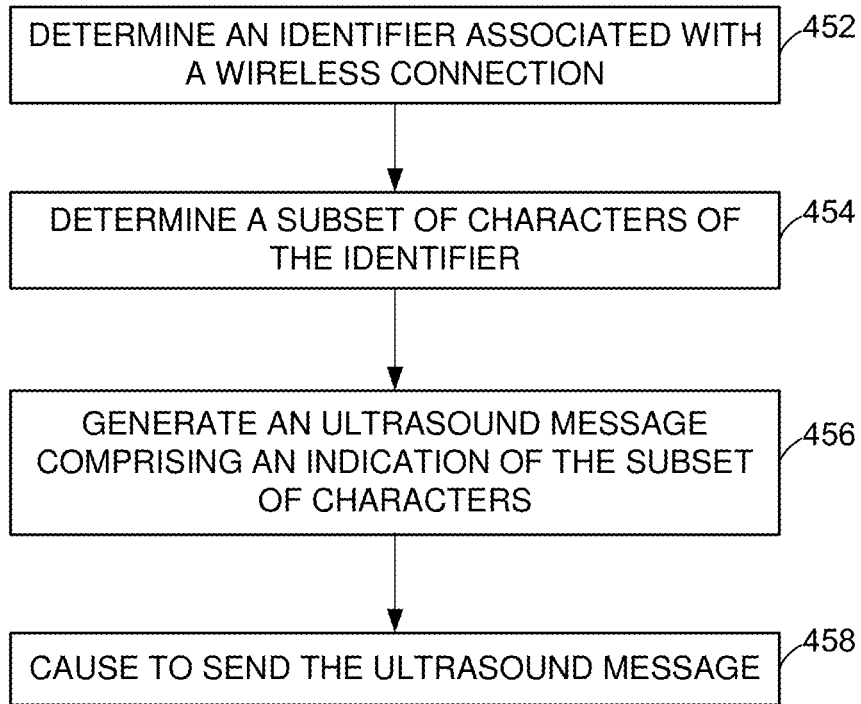 DETERMINE AN IDENTIFIER ASSOCIATED WITH
A WIRELESS CONNECTION
452
DETERMINE A SUBSET OF CHARACTERS OF
THE IDENTIFIER
454
GENERATE AN ULTRASOUND MESSAGE
COMPRISING AN INDICATION OF THE SUBSET
OF CHARACTERS
456
CAUSE TO SEND THE ULTRASOUND MESSAGE
458